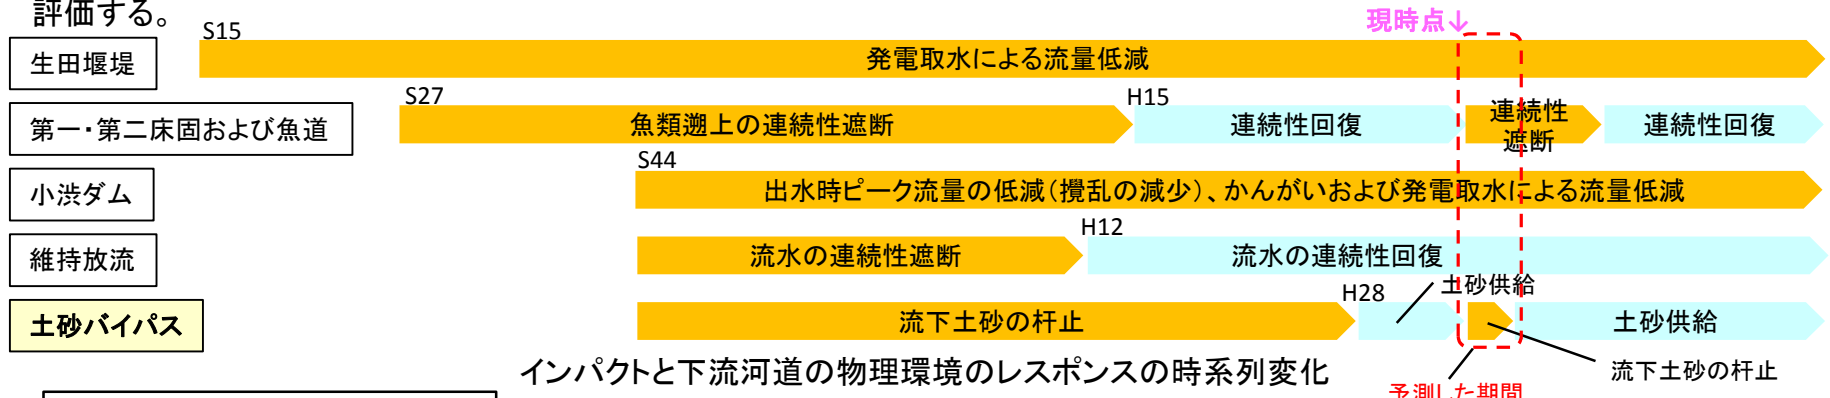 評価する。
現時点↓
S15
生田堰堤
発電取水による流量低減
S27
H15
第一・第二床固および魚道
魚類遡上の連続性遮断
連続性回復
連続性
遮断
連続性回復
S44
小渋ダム
出水時ピーク流量の低減(攪乱の減少)、かんがいおよび発電取水による流量低減
H12
維持放流
流水の連続性遮断
流水の連続性回復
H28
土砂供給
土砂バイパス
流下土砂の扞止
土砂供給
インパクトと下流河道の物理環境のレスポンスの時系列変化
流下土砂の扞止
予測した期間